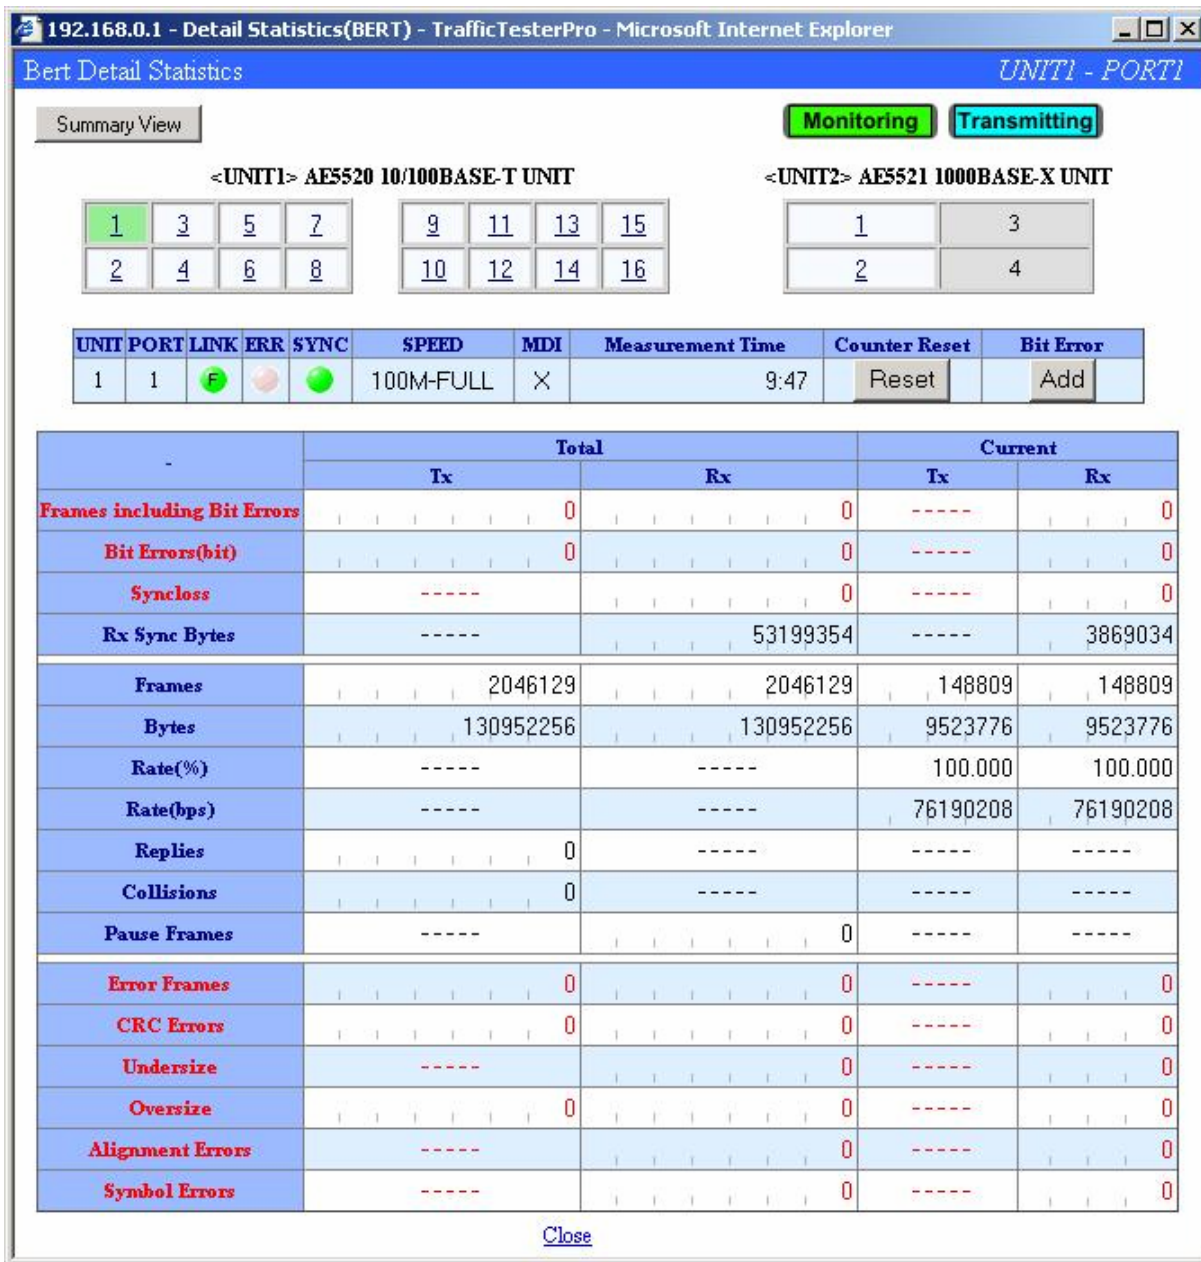 192.168.0.1 - Detail Statistics(BERT) - TrafficTesterPro - Microsoft Internet Explorer
Bert Detail Statistics UNIT1 - PORT1
Summary View Monitoring Transmitting
<UNIT1> AE5520 10/100BASE-T UNIT <UNIT2> AE5521 1000BASE-X UNIT
1 3 5 7 9 11 13 15 1 3
2 4 6 8 10 12 14 16 2 4
UNIT PORT LINK ERR SYNC SPEED MDI Measurement Time Counter Reset Bit Error
1 1 F 100M-FULL X 9:47 Reset Add
- Total Current
Tx Rx Tx Rx
Frames including Bit Errors 0 0 ----- 0
Bit Errors(bit) 0 0 ----- 0
Syncloss ----- 0 ----- 0
Rx Sync Bytes ----- 53199354 ----- 3869034
Frames 2046129 2046129 148809 148809
Bytes 130952256 130952256 9523776 9523776
Rate(%) ----- ----- 100.000 100.000
Rate(bps) ----- ----- 76190208 76190208
Replies 0 ----- ----- -----
Collisions 0 ----- ----- -----
Pause Frames ----- 0 ----- -----
Error Frames 0 0 ----- 0
CRC Errors 0 0 ----- 0
Undersize ----- 0 ----- 0
Oversize 0 0 ----- 0
Alignment Errors ----- 0 ----- 0
Symbol Errors ----- 0 ----- 0
Close